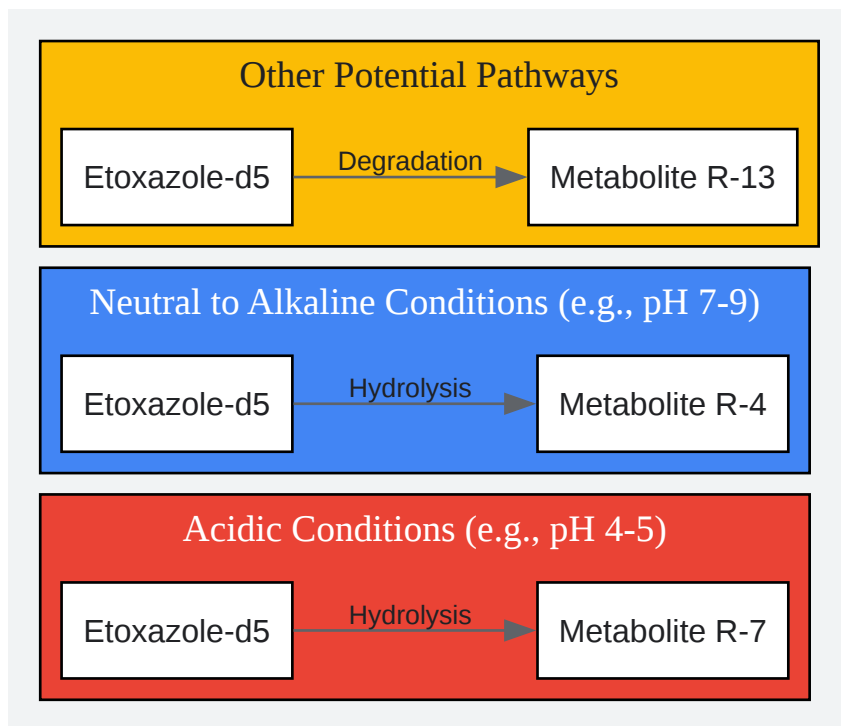 Other Potential Pathways
Etoxazole-d5
Degradation
Metabolite R-13
Neutral to Alkaline Conditions (e.g., pH 7-9)
Etoxazole-d5
Hydrolysis
Metabolite R-4
Acidic Conditions (e.g., pH 4-5)
Etoxazole-d5
Hydrolysis
Metabolite R-7